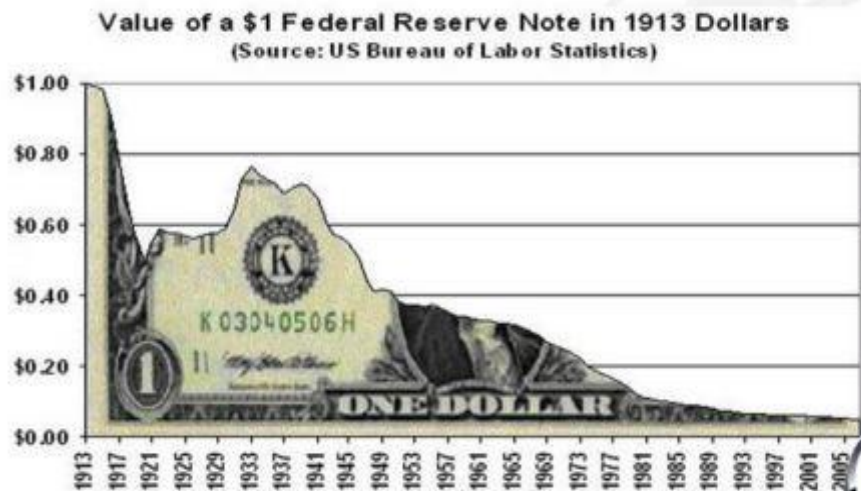 Value of a $1 Federal Reserve Note in 1913 Dollars
(Source: US Bureau of Labor Statistics)
$1.00
$0.80
$0.60
$0.40
$0.20
$0.00
K
K 03040506 H
1
ONE DOLLAR
1913 1917 1921 1925 1929 1933 1937 1941 1945 1949 1953 1957 1961 1965 1969 1973 1977 1981 1985 1989 1993 1997 2001 2005